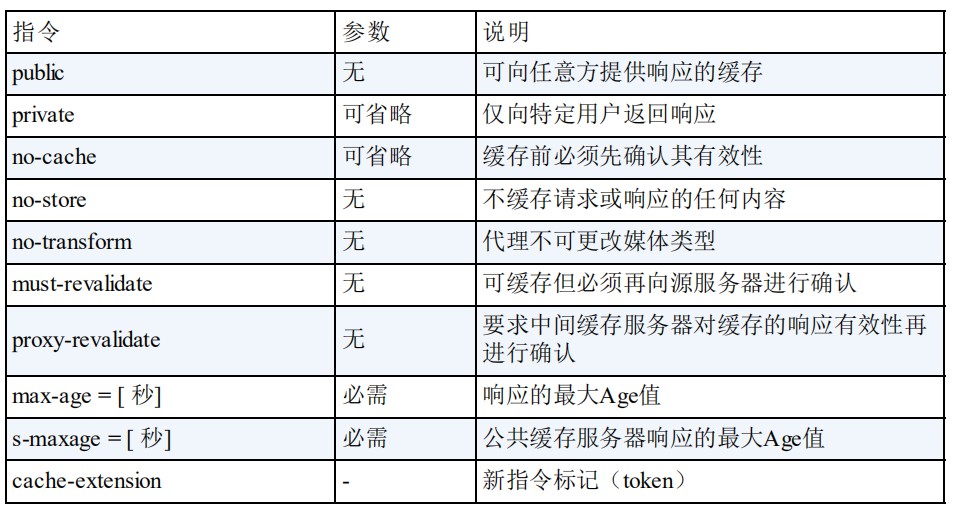 指令 参数 说明
public 无 可向任意方提供响应的缓存
private 可省略 仅向特定用户返回响应
no-cache 可省略 缓存前必须先确认其有效性
no-store 无 不缓存请求或响应的任何内容
no-transform 无 代理不可更改媒体类型
must-revalidate 无 可缓存但必须再向源服务器进行确认
proxy-revalidate 无 要求中间缓存服务器对缓存的响应有效性再
进行确认
max-age = [ 秒] 必需 响应的最大Age值
s-maxage = [ 秒] 必需 公共缓存服务器响应的最大Age值
cache-extension - 新指令标记（token）